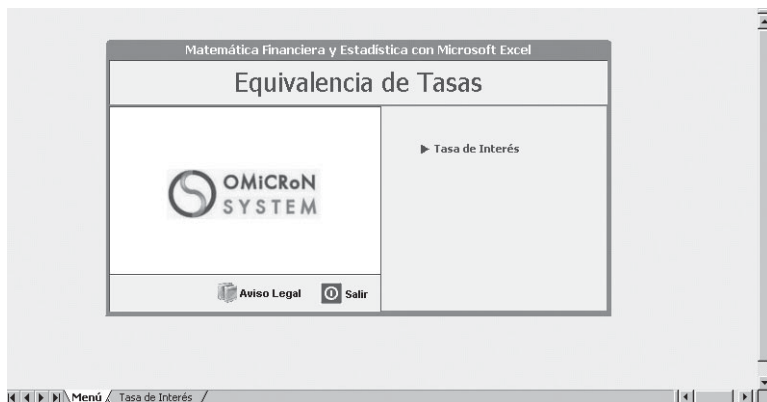 Matemática Financiera y Estadística con Microsoft Excel
Equivalencia de Tasas
OMiCRoN
SYSTEM
Tasa de Interés
Aviso Legal
Salir
Menú
Tasa de Interés